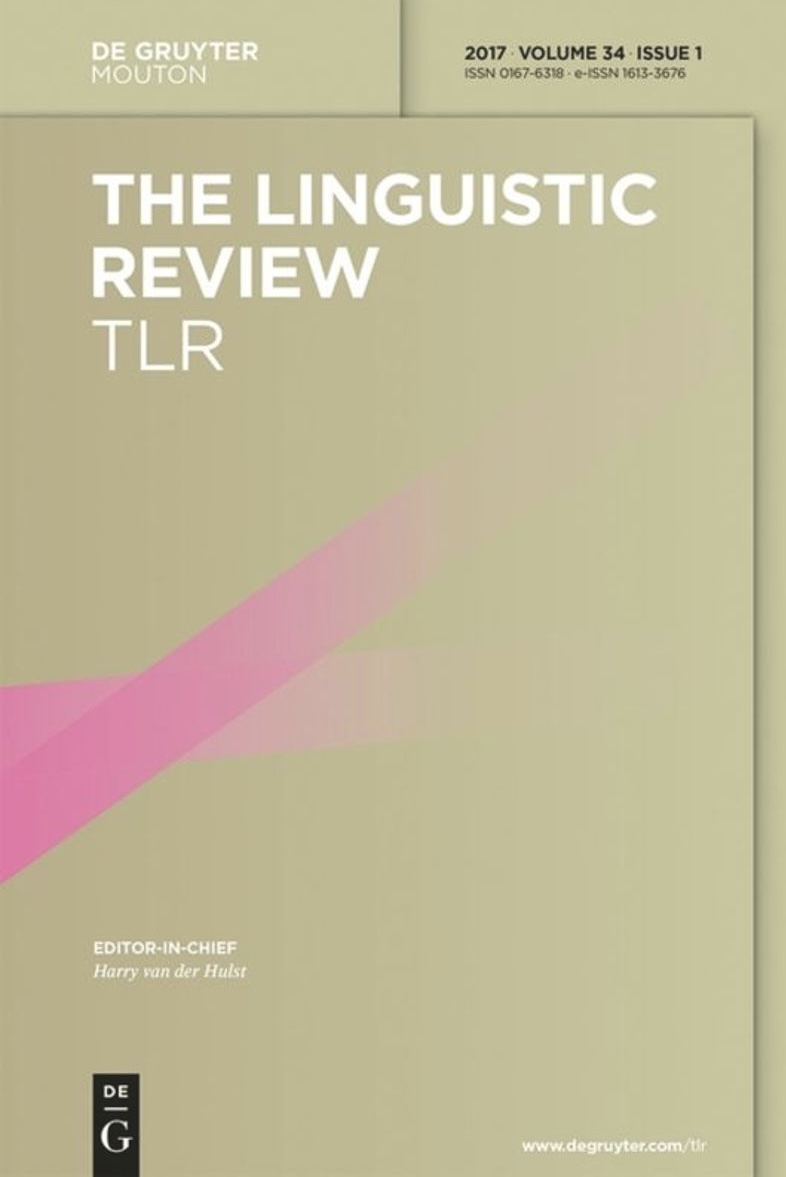 DE GRUYTER
MOUTON
2017 · VOLUME 34 · ISSUE 1
ISSN 0167-6318 · e-ISSN 1613-3676
THE LINGUISTIC
REVIEW
TLR
EDITOR-IN-CHIEF
Harry van der Hulst
DE
G
www.degruyter.com/tlr